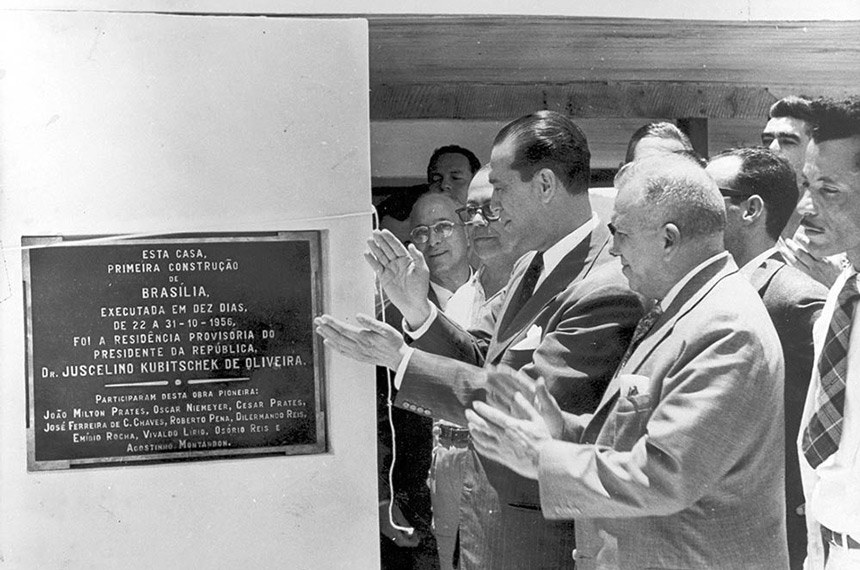 ESTA CASA,
PRIMEIRA CONSTRUÇÃO
DE
BRASÍLIA,
EXECUTADA EM DEZ DIAS,
DE 22 A 31-10-1956,
FOI A RESIDÊNCIA PROVISÓRIA DO
PRESIDENTE DA REPÚBLICA,
DR. JUSCELINO KUBITSCHEK DE OLIVEIRA.
PARTICIPARAM DESTA OBRA PIONEIRA:
JOÃO MILTON PRATES, OSCAR NIEMEYER, CESAR PRATES,
JOSÉ FERREIRA DE C. CHAVES, ROBERTO PENA, DILERMANDO REIS,
EMÍDIO ROCHA, VIVALDO LIRIO, OSÓRIO REIS E
AGOSTINHO MONTANDON.